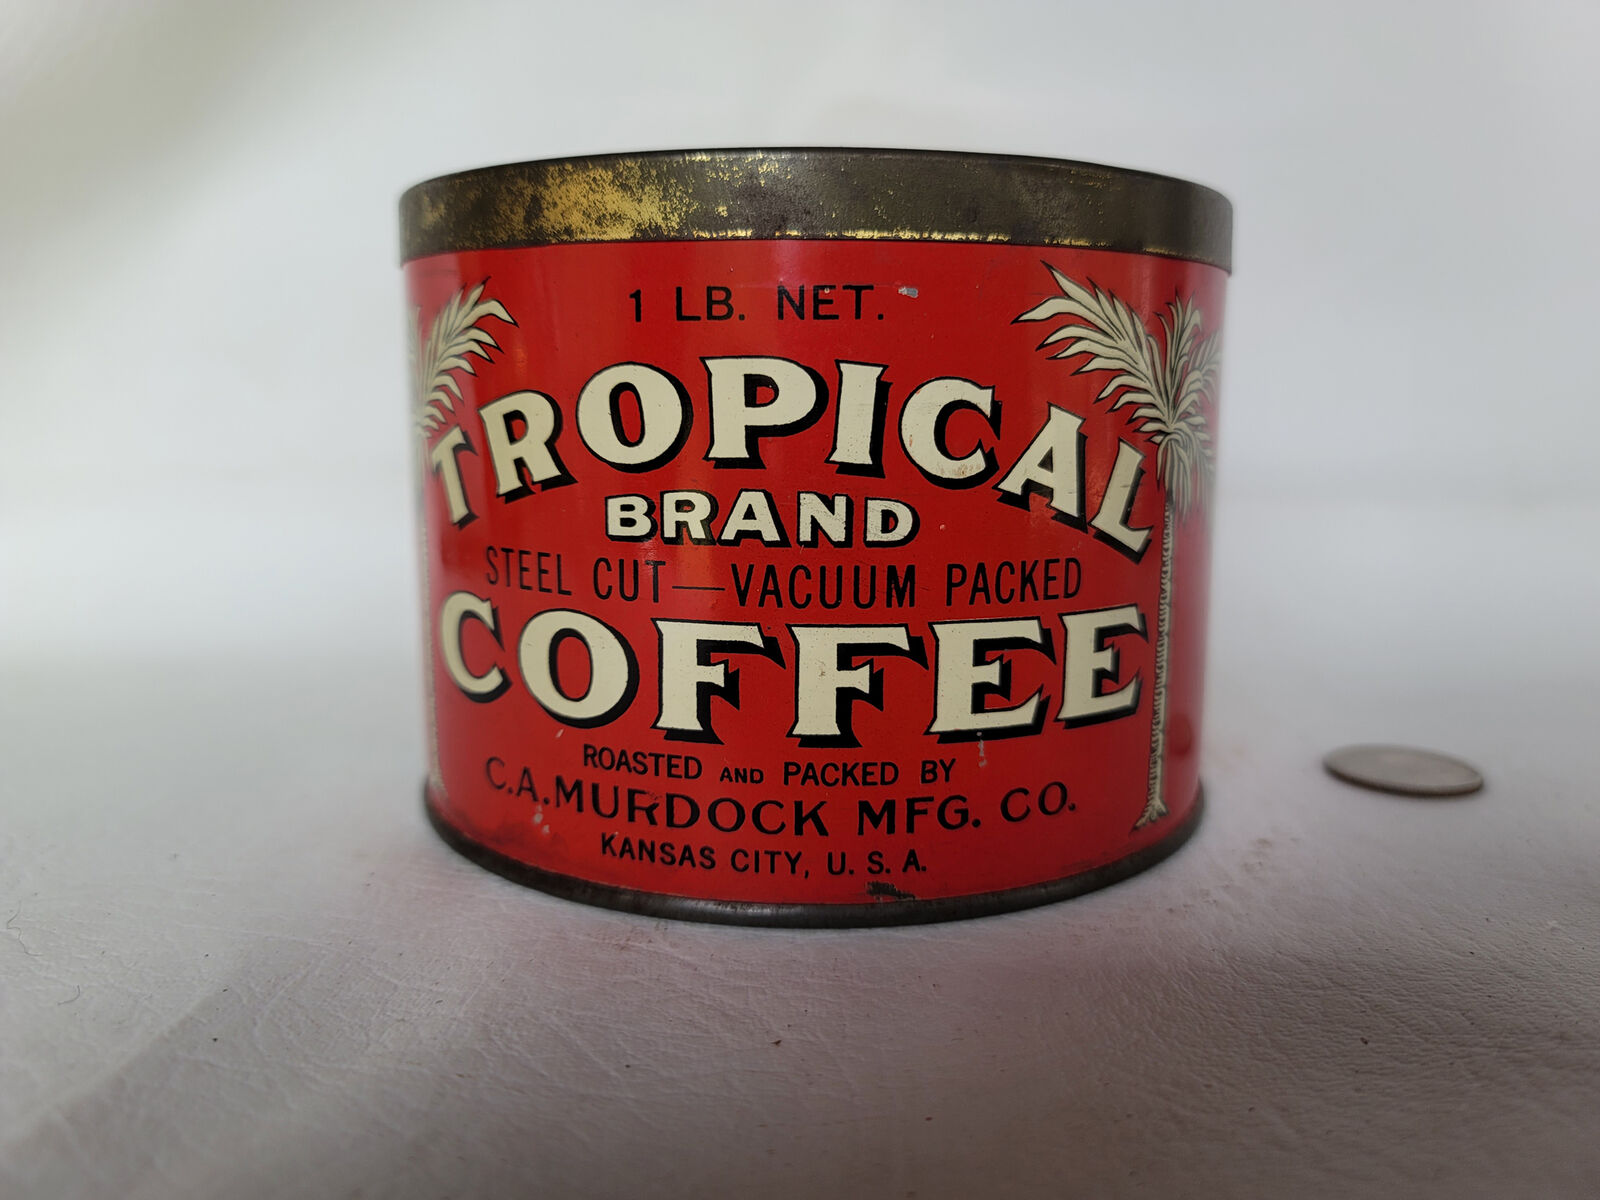 1 LB. NET.
TROPICAL
BRAND
STEEL CUT—VACUUM PACKED
COFFEE
ROASTED AND PACKED BY
C.A. MURDOCK MFG. CO.
KANSAS CITY, U. S. A.